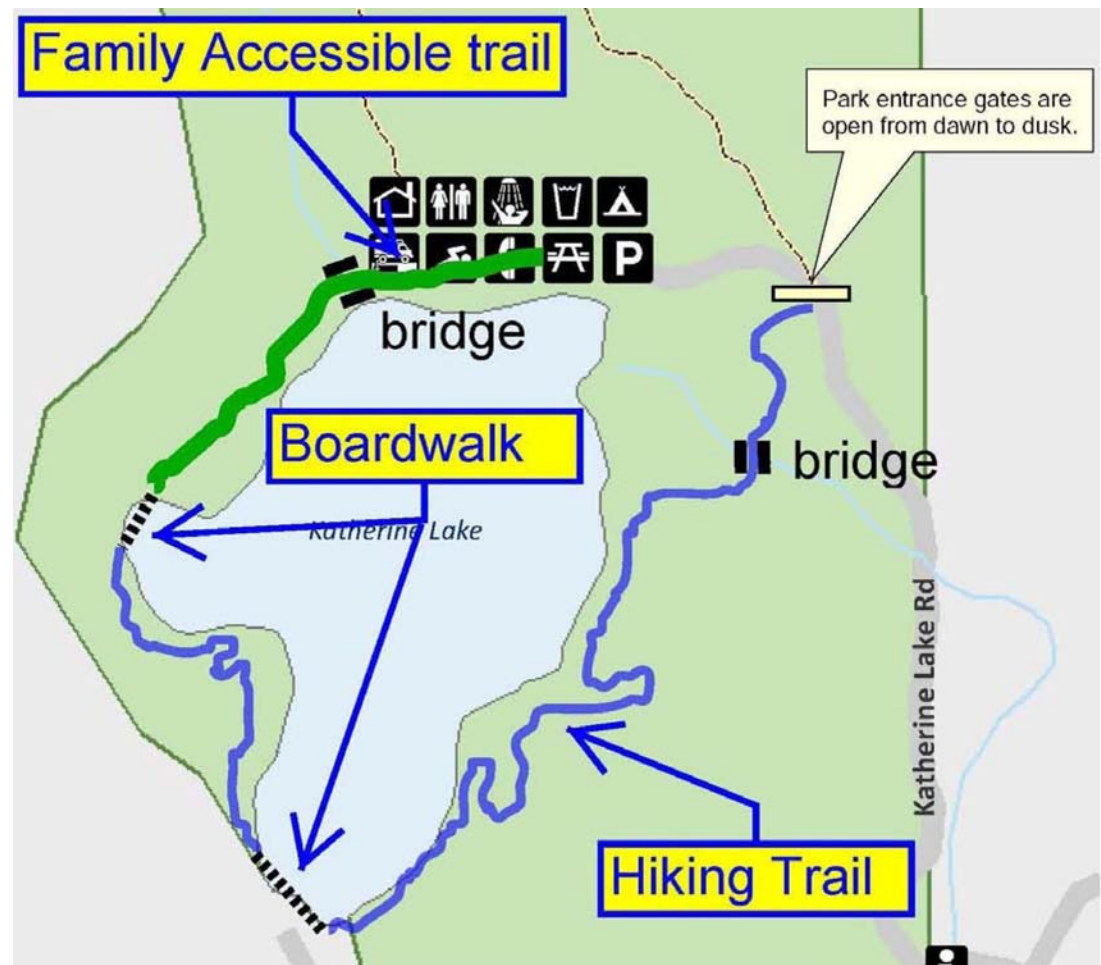 Family Accessible trail
Park entrance gates are
open from dawn to dusk.
P
bridge
Boardwalk
bridge
Katherine Lake
Katherine Lake Rd
Hiking Trail